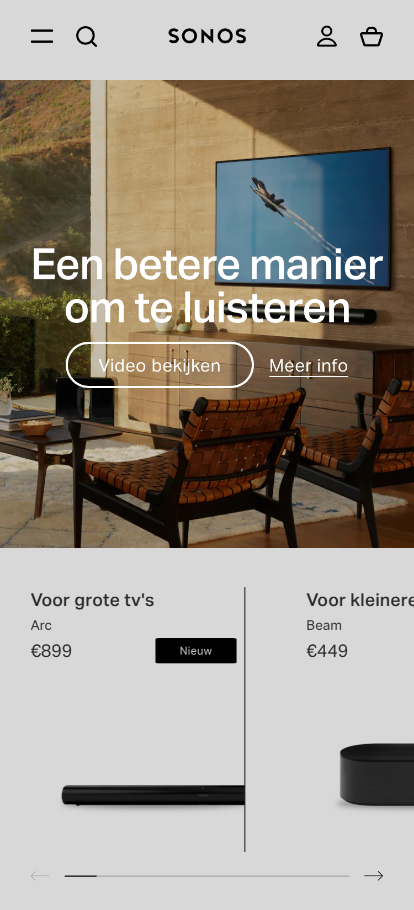 SONOS
Een betere manier
om te luisteren
Video bekijken
Meer info
Voor grote tv's
Arc
€899
Nieuw
Voor kleinere
Beam
€449